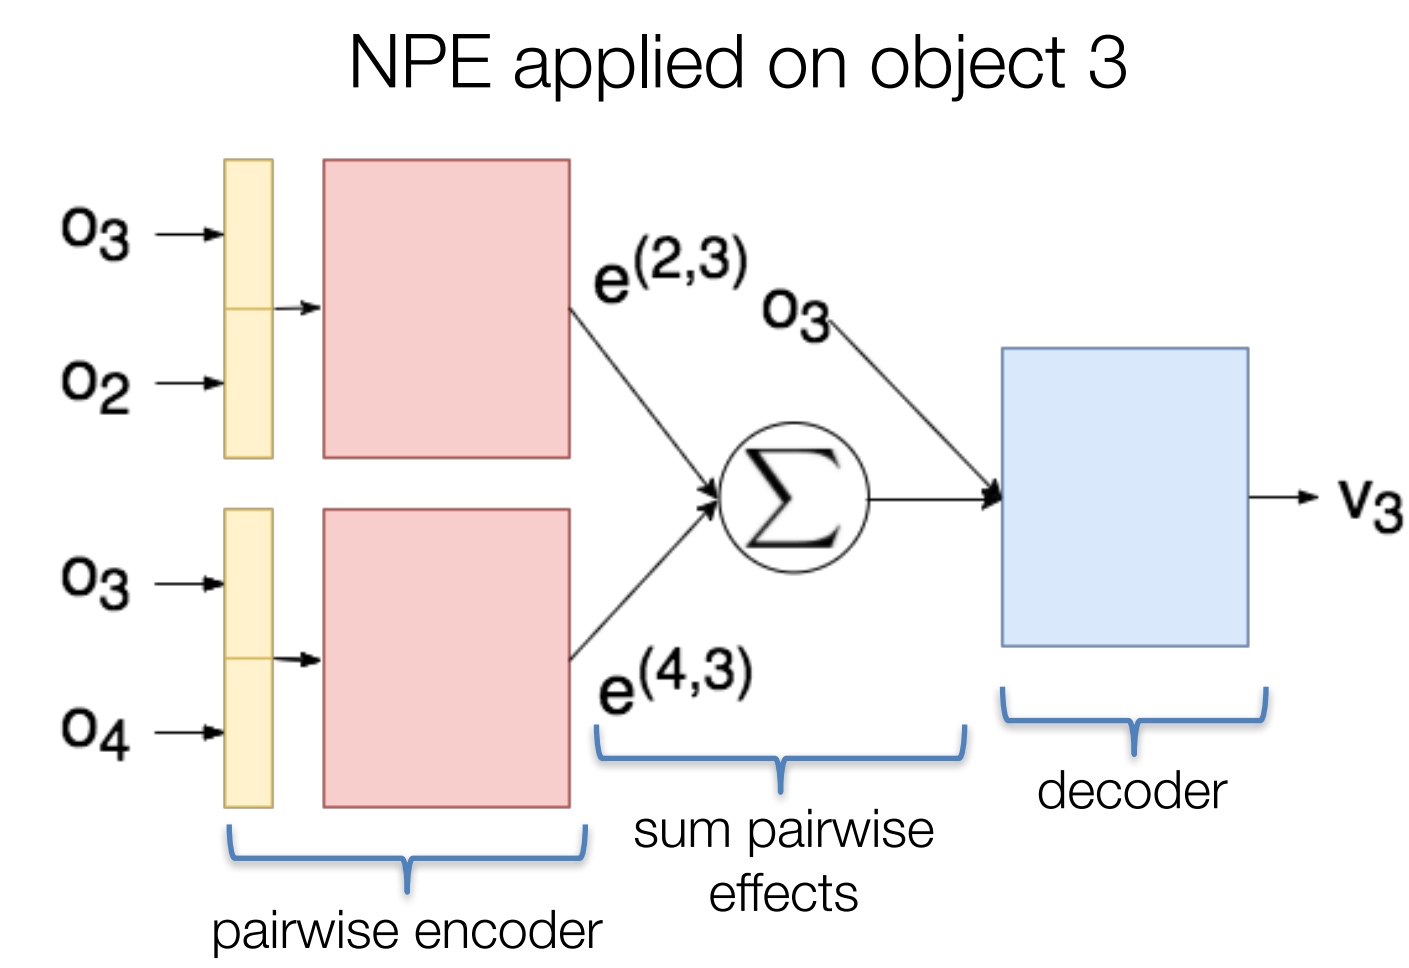 NPE applied on object 3
o₃
o₂
e⁽²,³⁾
o₃
Σ
v₃
o₃
o₄
e⁽⁴,³⁾
decoder
sum pairwise
effects
pairwise encoder